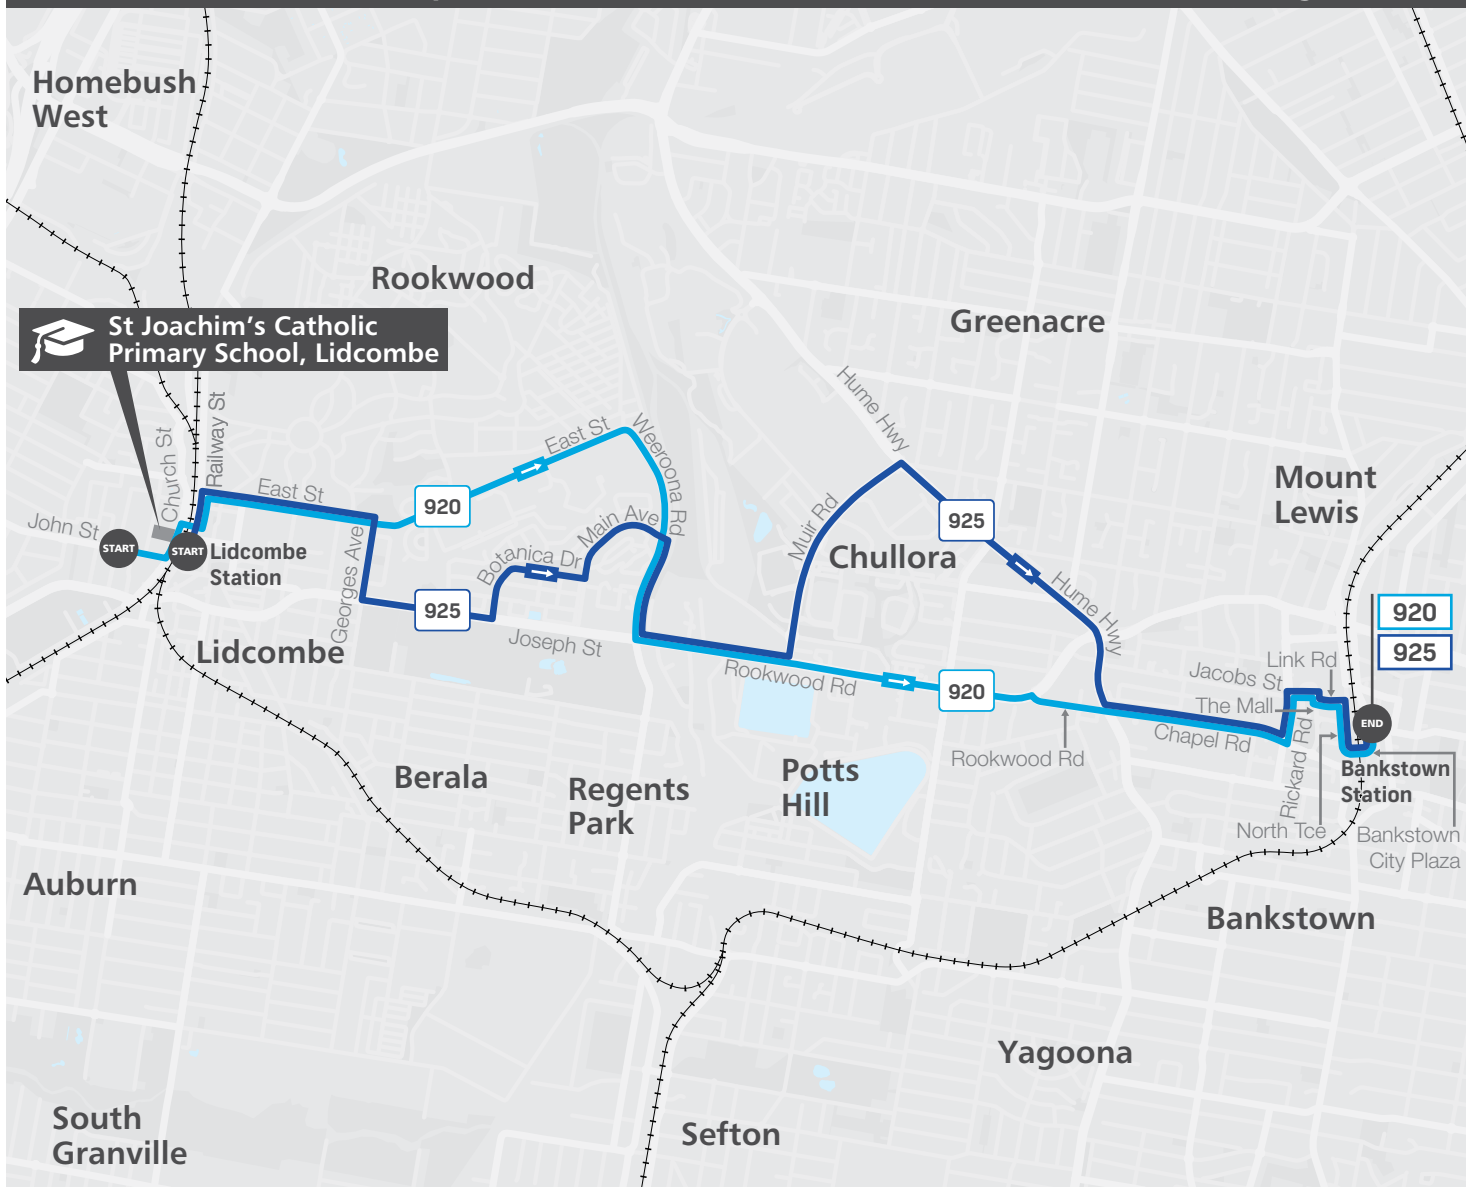 Homebush
West
Rookwood
St Joachim's Catholic
Primary School, Lidcombe
Greenacre
Hume Hwy
Church St
Railway St
East St
East St
Weeroona Rd
920
John St
START
START
Lidcombe
Station
Georges Ave
Botanica Dr
Main Ave
Muir Rd
925
Chullora
Mount
Lewis
925
Hume Hwy
920
925
Lidcombe
Joseph St
Rookwood Rd
920
Jacobs St
Link Rd
The Mall
END
Chapel Rd
Rickard Rd
Rookwood Rd
Bankstown
Station
North Tce
Bankstown
City Plaza
Berala
Regents
Park
Potts
Hill
Auburn
Bankstown
Yagoona
South
Granville
Sefton